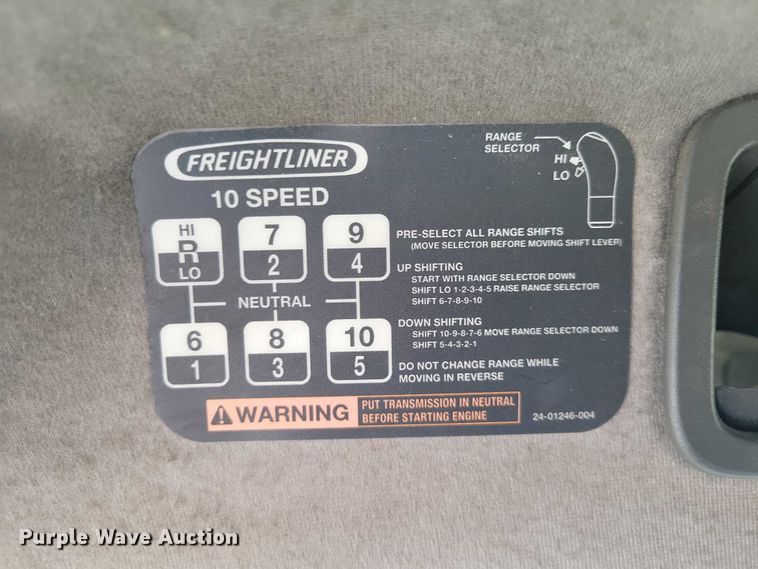 FREIGHTLINER
10 SPEED
RANGE
SELECTOR
HI
LO
HI
R
LO
7
2
9
4
NEUTRAL
6
1
8
3
10
5
PRE-SELECT ALL RANGE SHIFTS
(MOVE SELECTOR BEFORE MOVING SHIFT LEVER)
UP SHIFTING
START WITH RANGE SELECTOR DOWN
SHIFT LO 1-2-3-4-5 RAISE RANGE SELECTOR
SHIFT 6-7-8-9-10
DOWN SHIFTING
SHIFT 10-9-8-7-6 MOVE RANGE SELECTOR DOWN
SHIFT 5-4-3-2-1
DO NOT CHANGE RANGE WHILE
MOVING IN REVERSE
WARNING
PUT TRANSMISSION IN NEUTRAL
BEFORE STARTING ENGINE
24-01246-004
Purple Wave Auction